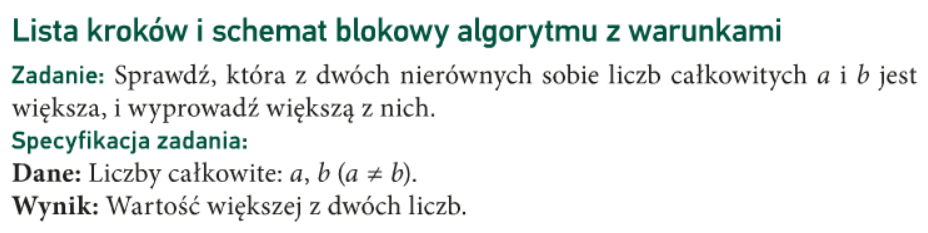 Lista kroków i schemat blokowy algorytmu z warunkami
Zadanie: Sprawdź, która z dwóch nierównych sobie liczb całkowitych a i b jest
większa, i wyprowadź większą z nich.
Specyfikacja zadania:
Dane: Liczby całkowite: a, b (a ≠ b).
Wynik: Wartość większej z dwóch liczb.